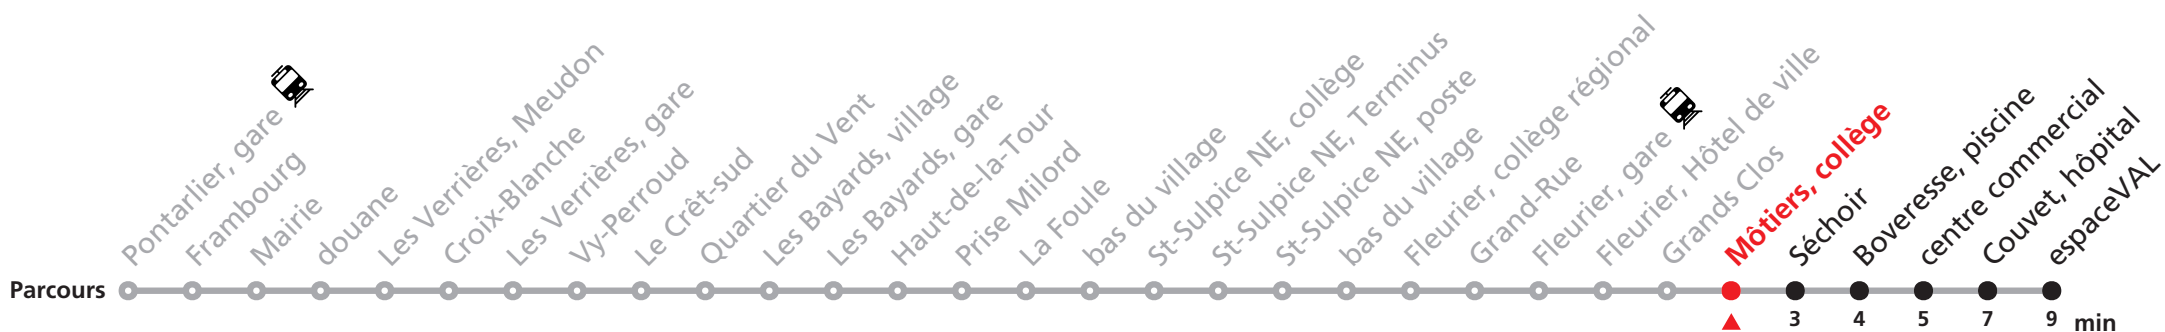 Parcours
Pontarlier, gare
Frambourg
Mairie
douane
Les Verrières, Meudon
Croix-Blanche
Les Verrières, gare
Vy-Perroud
Le Crêt-sud
Quartier du Vent
Les Bayards, village
Les Bayards, gare
Haut-de-la-Tour
Prise Milord
La Foule
bas du village
St-Sulpice NE, collège
St-Sulpice NE, Terminus
St-Sulpice NE, poste
bas du village
Fleurier, collège régional
Grand-Rue
Fleurier, gare
Fleurier, Hôtel de ville
Grands Clos
Môtiers, collège
Séchoir
Boveresse, piscine
centre commercial
Couvet, hôpital
espaceVAL
3 4 5 7 9 min